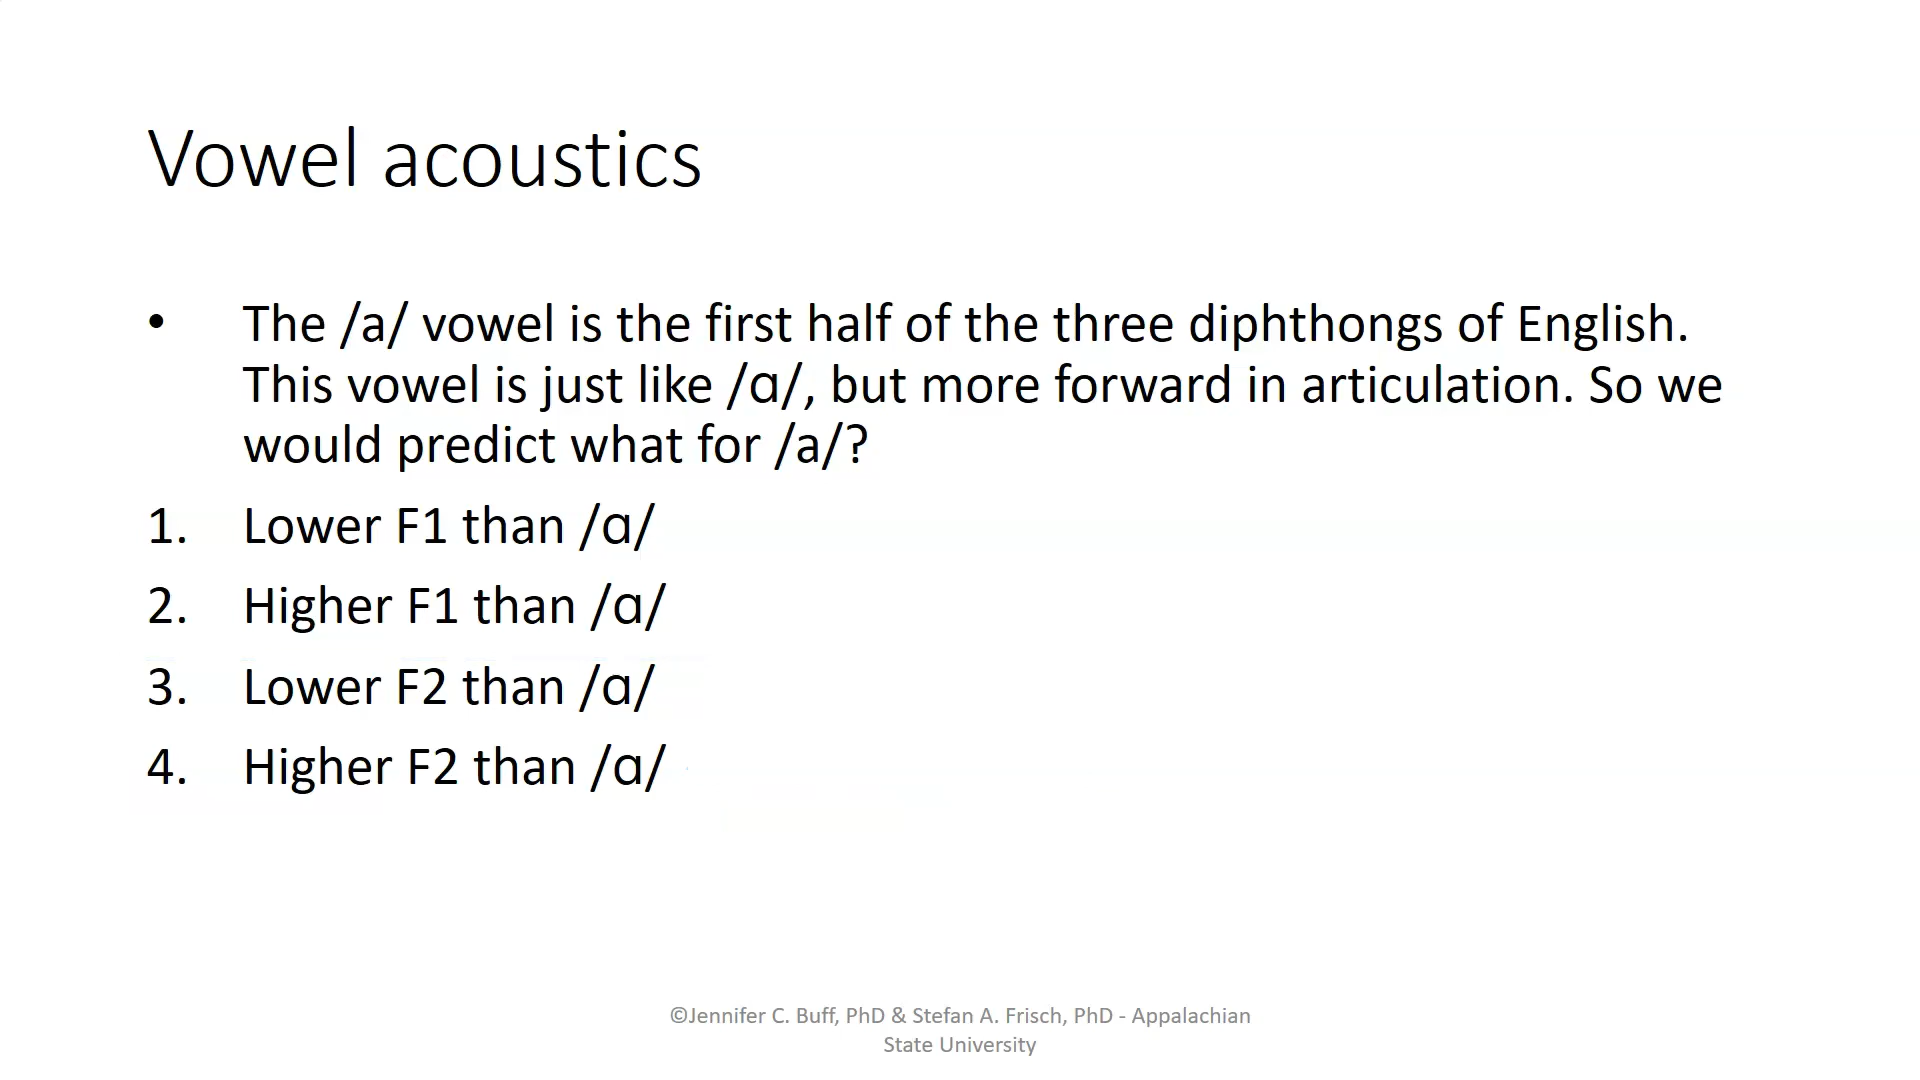 Vowel acoustics
• The /a/ vowel is the first half of the three diphthongs of English.
This vowel is just like /ɑ/, but more forward in articulation. So we
would predict what for /a/?
1. Lower F1 than /ɑ/
2. Higher F1 than /ɑ/
3. Lower F2 than /ɑ/
4. Higher F2 than /ɑ/
©Jennifer C. Buff, PhD & Stefan A. Frisch, PhD - Appalachian
State University